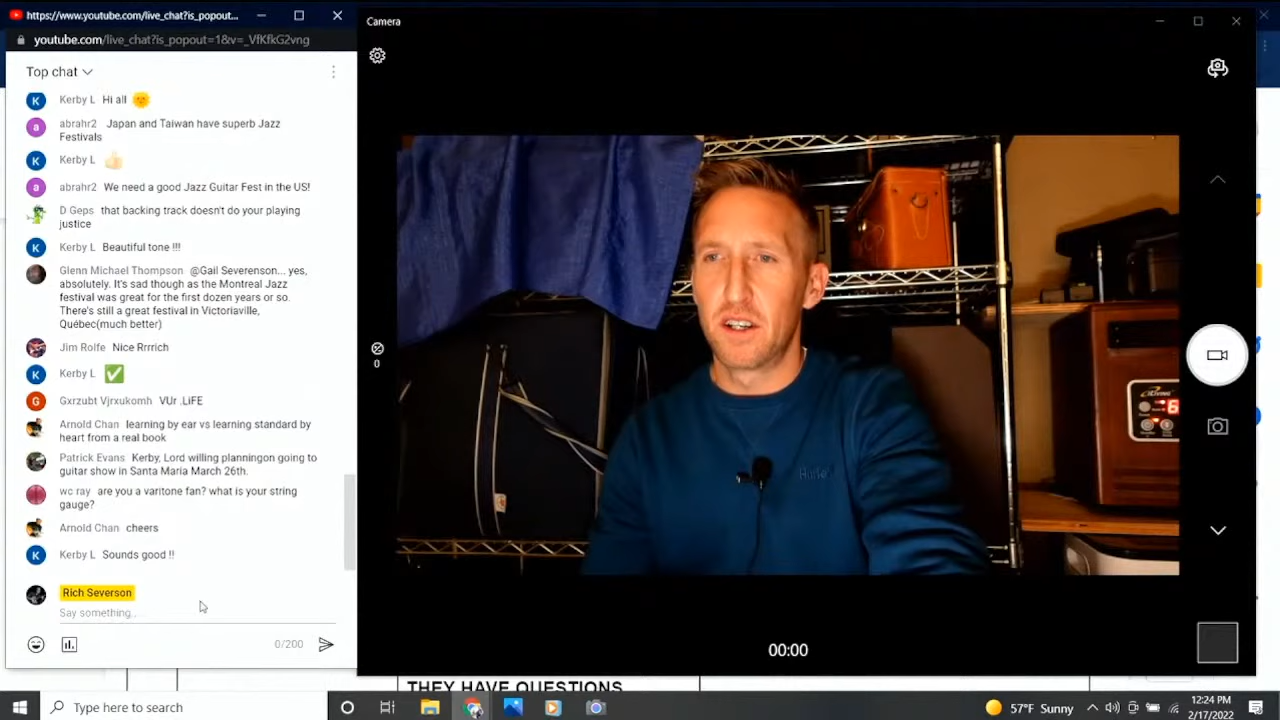 https://www.youtube.com/live_chat?is_popout...
youtube.com/live_chat?is_popout=1&v=_VfKfkG2vng
Top chat
K Kerby L Hi all
a abrahr2 Japan and Taiwan have superb Jazz
Festivals
K Kerby L
a abrahr2 We need a good Jazz Guitar Fest in the US!
D Geps that backing track doesn't do your playing
justice
K Kerby L Beautiful tone !!!
Glenn Michael Thompson @Gail Severenson... yes,
absolutely. It's sad though as the Montreal Jazz
festival was great for the first dozen years or so.
There's still a great festival in Victoriaville,
Québec(much better)
Jim Rolfe Nice Rrrrich
K Kerby L
G Gxrzubt Vjrxukomh VUr .LiFE
Arnold Chan learning by ear vs learning standard by
heart from a real book
Patrick Evans Kerby, Lord willing planningon going to
guitar show in Santa Maria March 26th.
wc ray are you a varitone fan? what is your string
gauge?
Arnold Chan cheers
K Kerby L Sounds good !!
Rich Severson
Say something...
0/200
Camera
0
Hurley
6
00:00
THEY HAVE QUESTIONS
Type here to search
57°F Sunny
12:24 PM
2/17/2022